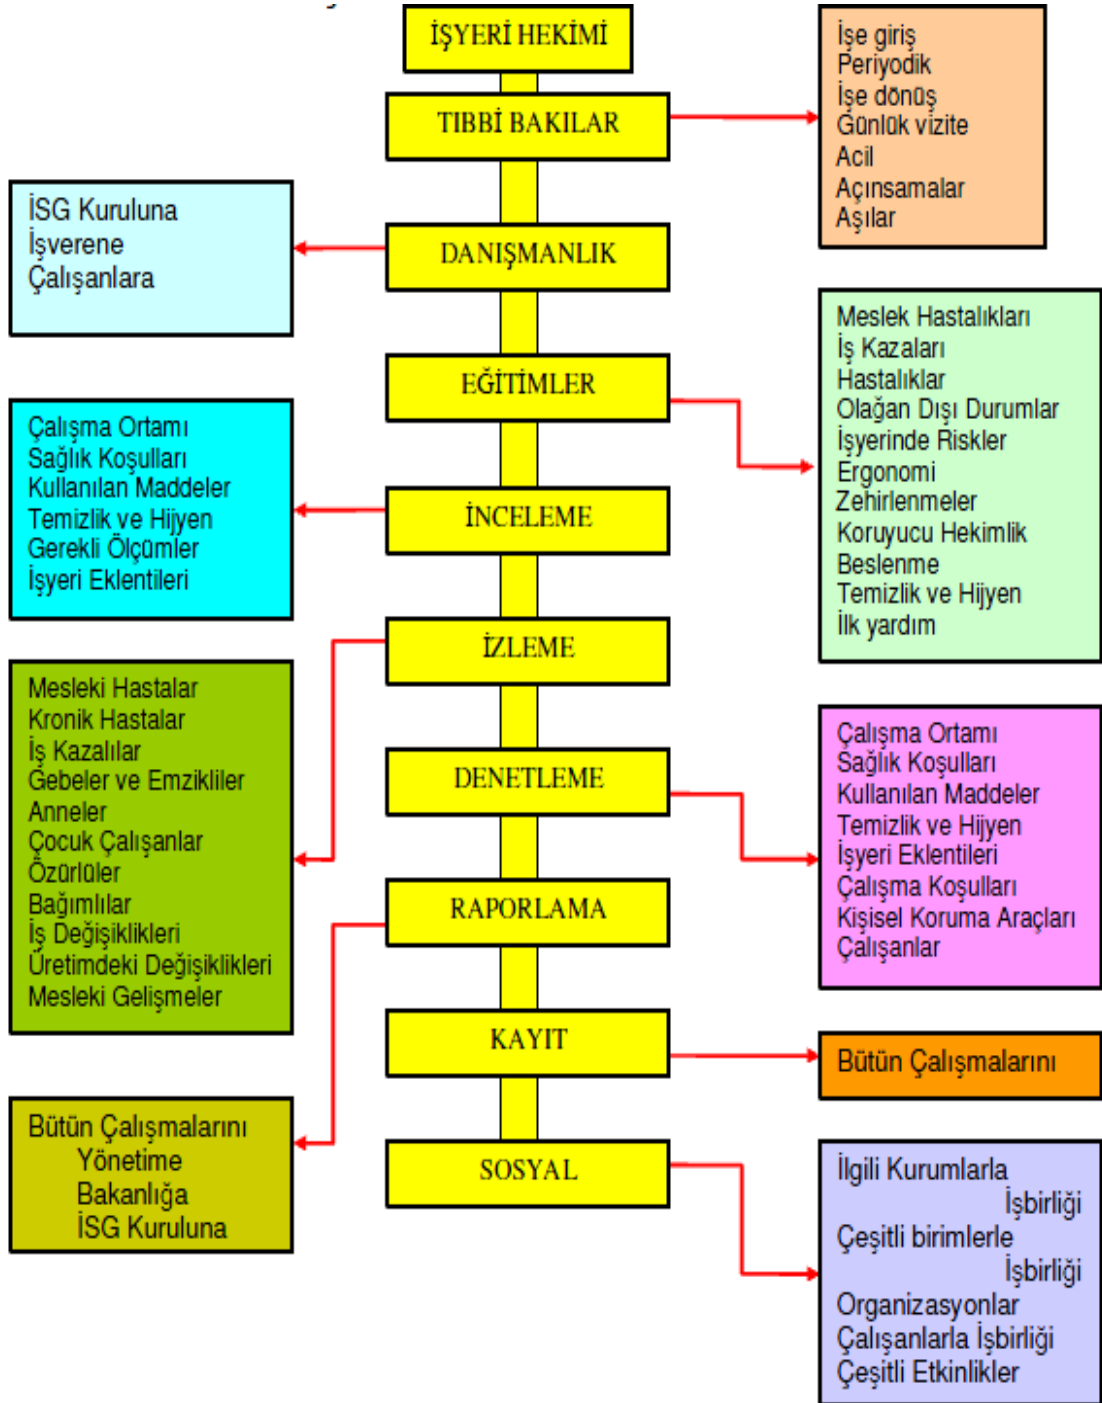 İŞYERİ HEKİMİ
TIBBİ BAKILAR
İşe giriş
Periyodik
İşe dönüş
Günlük vizite
Acil
Açınsamalar
Aşılar
DANIŞMANLIK
İSG Kuruluna
İşverene
Çalışanlara
EĞİTİMLER
Meslek Hastalıkları
İş Kazaları
Hastalıklar
Olağan Dışı Durumlar
İşyerinde Riskler
Ergonomi
Zehirlenmeler
Koruyucu Hekimlik
Beslenme
Temizlik ve Hijyen
İlk yardım
İNCELEME
Çalışma Ortamı
Sağlık Koşulları
Kullanılan Maddeler
Temizlik ve Hijyen
Gerekli Ölçümler
İşyeri Eklentileri
İZLEME
Mesleki Hastalar
Kronik Hastalar
İş Kazalılar
Gebeler ve Emzikliler
Anneler
Çocuk Çalışanlar
Özürlüler
Bağımlılar
İş Değişiklikleri
Üretimdeki Değişiklikleri
Mesleki Gelişmeler
DENETLEME
Çalışma Ortamı
Sağlık Koşulları
Kullanılan Maddeler
Temizlik ve Hijyen
İşyeri Eklentileri
Çalışma Koşulları
Kişisel Koruma Araçları
Çalışanlar
RAPORLAMA
Bütün Çalışmalarını
Yönetime
Bakanlığa
İSG Kuruluna
KAYIT
Bütün Çalışmalarını
SOSYAL
İlgili Kurumlarla
İşbirliği
Çeşitli birimlerle
İşbirliği
Organizasyonlar
Çalışanlarla İşbirliği
Çeşitli Etkinlikler